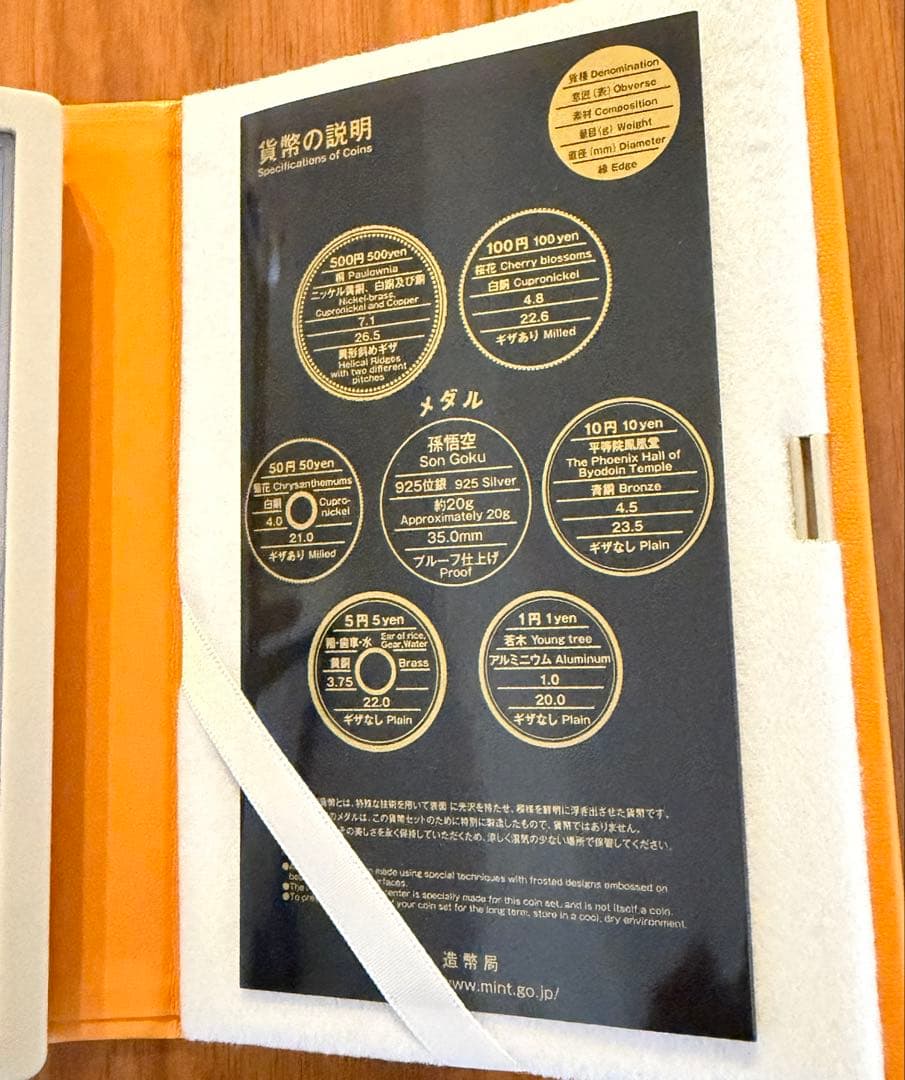 貨幣の説明
Specifications of Coins
貨種 Denomination
意匠(表) Obverse
素材 Composition
量目(g) Weight
直径(mm) Diameter
縁 Edge
500円 500yen
桐 Paulownia
ニッケル黄銅、白銅及び銅
Nickel-brass,
Cupronickel and Copper
7.1
26.5
異形斜めギザ
Helical Ridges
with two different
pitches
100円 100yen
桜花 Cherry blossoms
白銅 Cupronickel
4.8
22.6
ギザあり Milled
メダル
50円 50yen
菊花 Chrysanthemums
白銅 Cupro-
nickel
4.0
21.0
ギザあり Milled
孫悟空
Son Goku
925位銀 925 Silver
約20g
Approximately 20g
35.0mm
プルーフ仕上げ
Proof
10円 10yen
平等院鳳凰堂
The Phoenix Hall of
Byodoin Temple
青銅 Bronze
4.5
23.5
ギザなし Plain
5円 5yen
稲・歯車・水 Ear of rice,
Gear, Water
黄銅 Brass
3.75
22.0
ギザなし Plain
1円 1yen
若木 Young tree
アルミニウム Aluminum
1.0
20.0
ギザなし Plain
貨幣とは、特殊な技術を用いて表面に光沢を持たせ、模様を鮮明に浮き出させた貨幣です。
のメダルは、この貨幣セットのために特別に製造したもので、貨幣ではありません。
その美しさを永く保持していただくため、涼しく湿気の少ない場所で保管してください。
made using special techniques with frosted designs embossed on
●The center is specially made for this coin set, and is not itself a coin.
●To your coin set for the long term, store in a cool, dry environment.
造幣局
www.mint.go.jp/